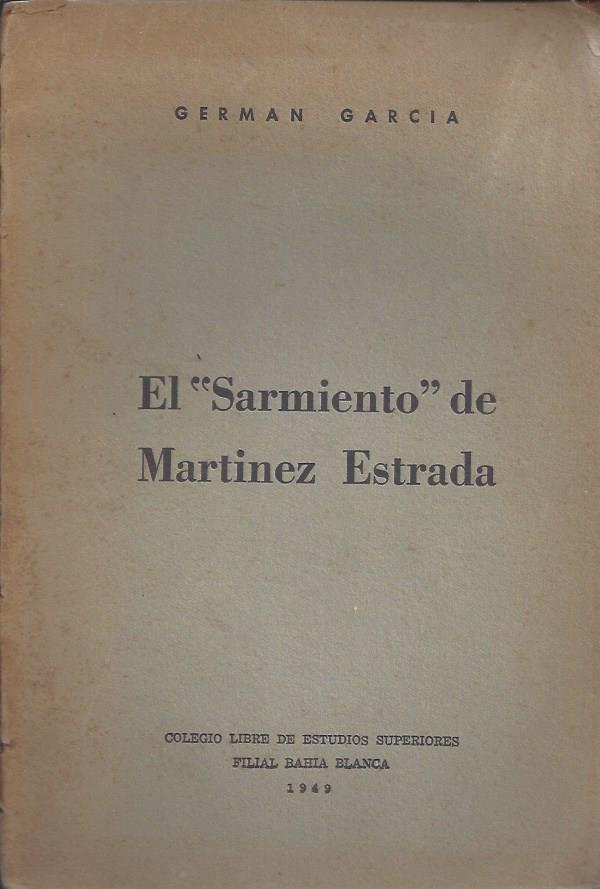 GERMAN GARCIA
El “Sarmiento” de
Martinez Estrada
COLEGIO LIBRE DE ESTUDIOS SUPERIORES
FILIAL BAHIA BLANCA
1949